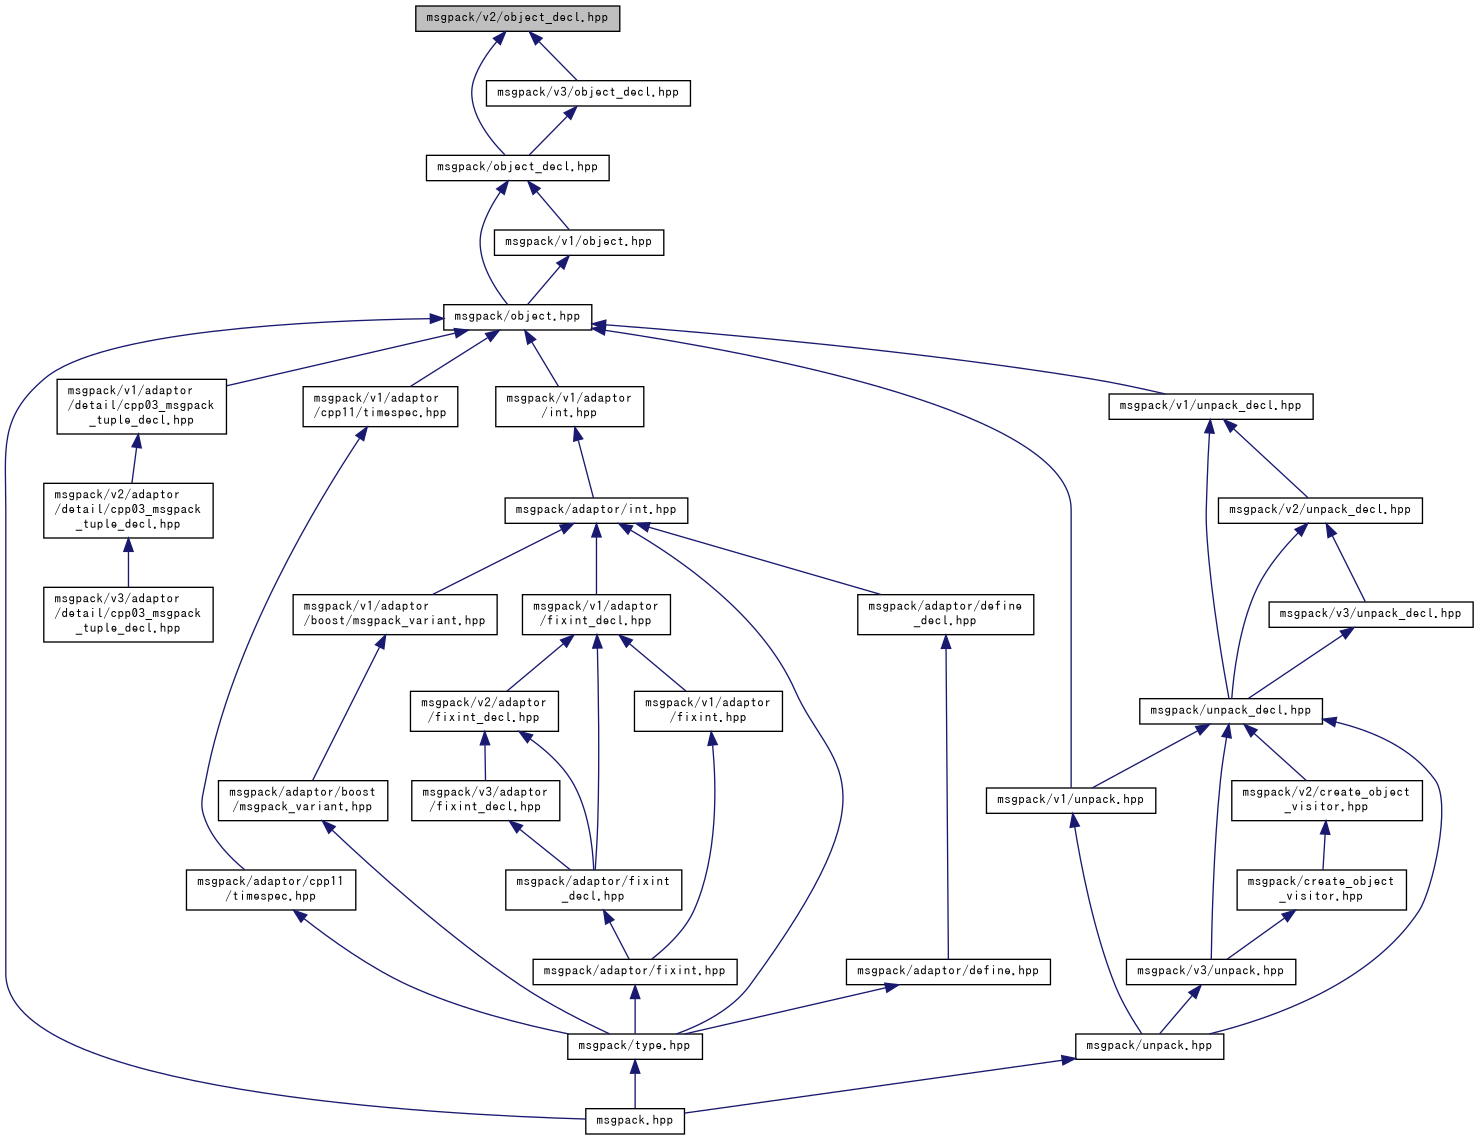 msgpack/v2/object_decl.hpp
msgpack/v3/object_decl.hpp
msgpack/object_decl.hpp
msgpack/v1/object.hpp
msgpack/object.hpp
msgpack/v1/adaptor
/detail/cpp03_msgpack
_tuple_decl.hpp
msgpack/v1/adaptor
/cpp11/timespec.hpp
msgpack/v1/adaptor
/int.hpp
msgpack/v1/unpack_decl.hpp
msgpack/v2/adaptor
/detail/cpp03_msgpack
_tuple_decl.hpp
msgpack/adaptor/int.hpp
msgpack/v2/unpack_decl.hpp
msgpack/v3/adaptor
/detail/cpp03_msgpack
_tuple_decl.hpp
msgpack/v1/adaptor
/boost/msgpack_variant.hpp
msgpack/v1/adaptor
/fixint_decl.hpp
msgpack/adaptor/define
_decl.hpp
msgpack/v3/unpack_decl.hpp
msgpack/v2/adaptor
/fixint_decl.hpp
msgpack/v1/adaptor
/fixint.hpp
msgpack/unpack_decl.hpp
msgpack/adaptor/boost
/msgpack_variant.hpp
msgpack/v3/adaptor
/fixint_decl.hpp
msgpack/v1/unpack.hpp
msgpack/v2/create_object
_visitor.hpp
msgpack/adaptor/cpp11
/timespec.hpp
msgpack/adaptor/fixint
_decl.hpp
msgpack/create_object
_visitor.hpp
msgpack/adaptor/fixint.hpp
msgpack/adaptor/define.hpp
msgpack/v3/unpack.hpp
msgpack/type.hpp
msgpack/unpack.hpp
msgpack.hpp